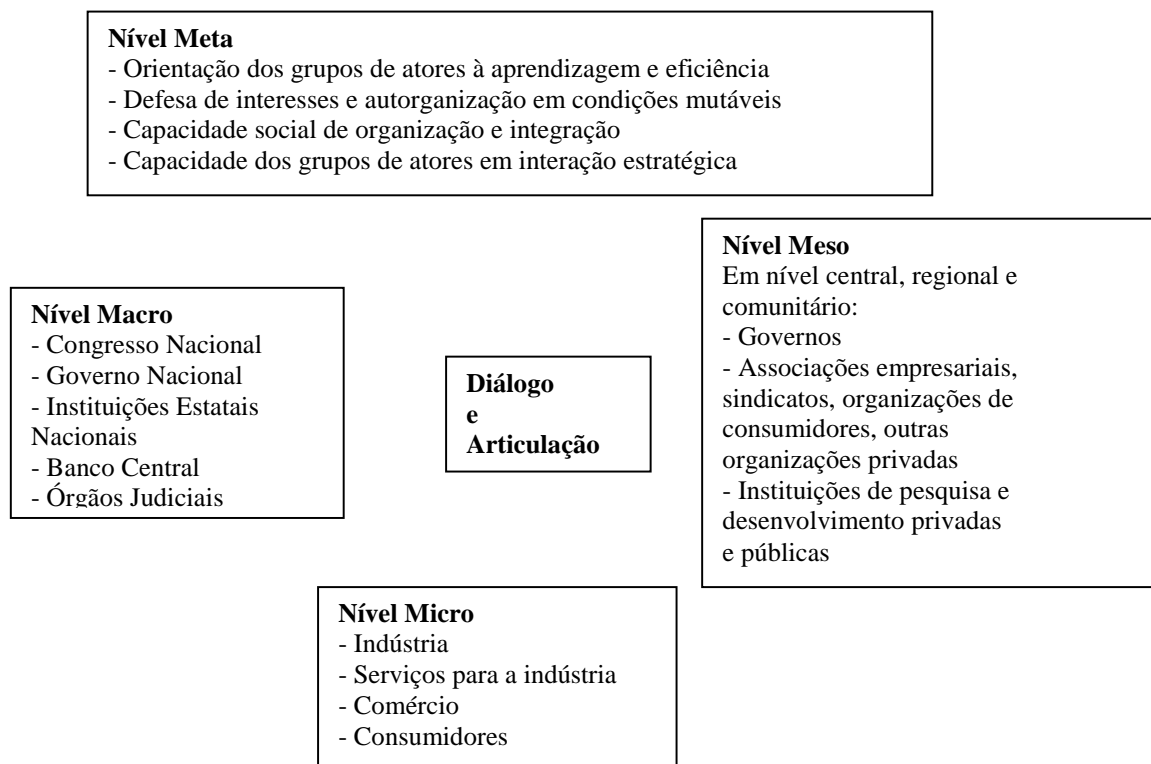 Nível Meta
- Orientação dos grupos de atores à aprendizagem e eficiência
- Defesa de interesses e autorganização em condições mutáveis
- Capacidade social de organização e integração
- Capacidade dos grupos de atores em interação estratégica
Nível Macro
- Congresso Nacional
- Governo Nacional
- Instituições Estatais
Nacionais
- Banco Central
- Órgãos Judiciais
Diálogo
e
Articulação
Nível Meso
Em nível central, regional e
comunitário:
- Governos
- Associações empresariais,
sindicatos, organizações de
consumidores, outras
organizações privadas
- Instituições de pesquisa e
desenvolvimento privadas
e públicas
Nível Micro
- Indústria
- Serviços para a indústria
- Comércio
- Consumidores